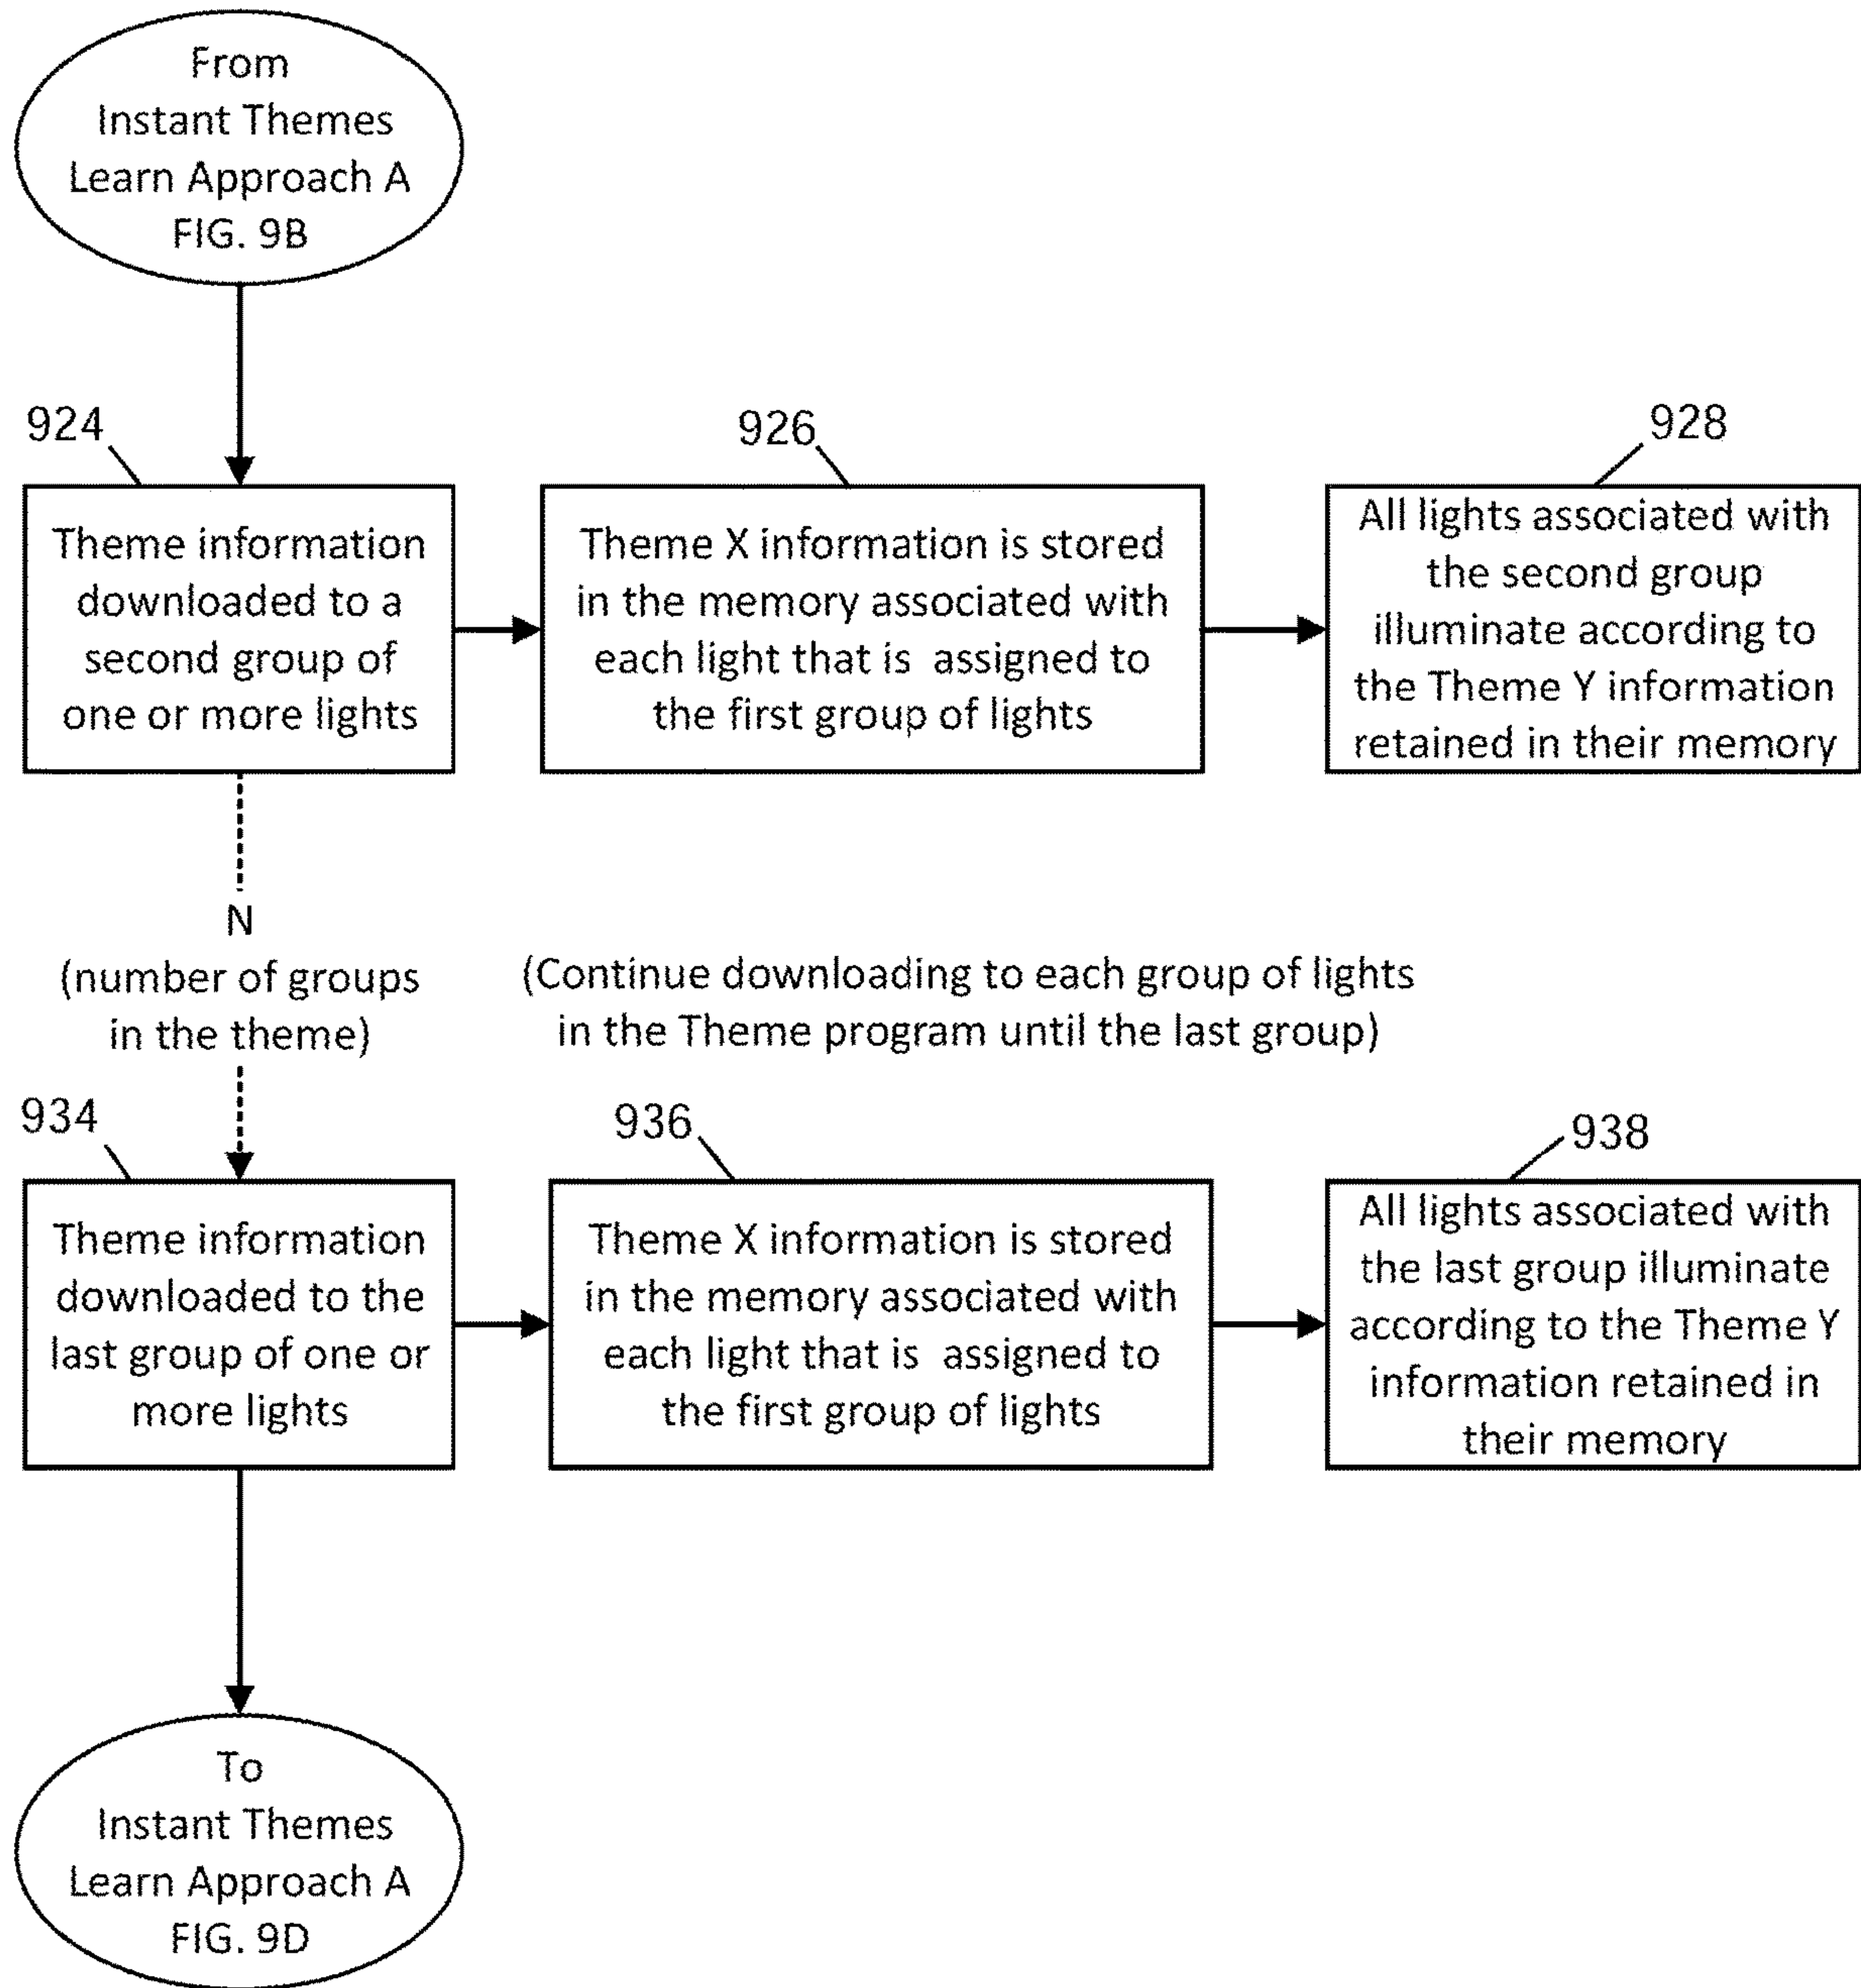 From
Instant Themes
Learn Approach A
FIG. 9B
924
Theme information
downloaded to a
second group of
one or more lights
926
Theme X information is stored
in the memory associated with
each light that is assigned to
the first group of lights
928
All lights associated with
the second group
illuminate according to
the Theme Y information
retained in their memory
N
(number of groups
in the theme)
(Continue downloading to each group of lights
in the Theme program until the last group)
934
Theme information
downloaded to the
last group of one or
more lights
936
Theme X information is stored
in the memory associated with
each light that is assigned to
the first group of lights
938
All lights associated with
the last group illuminate
according to the Theme Y
information retained in
their memory
To
Instant Themes
Learn Approach A
FIG. 9D